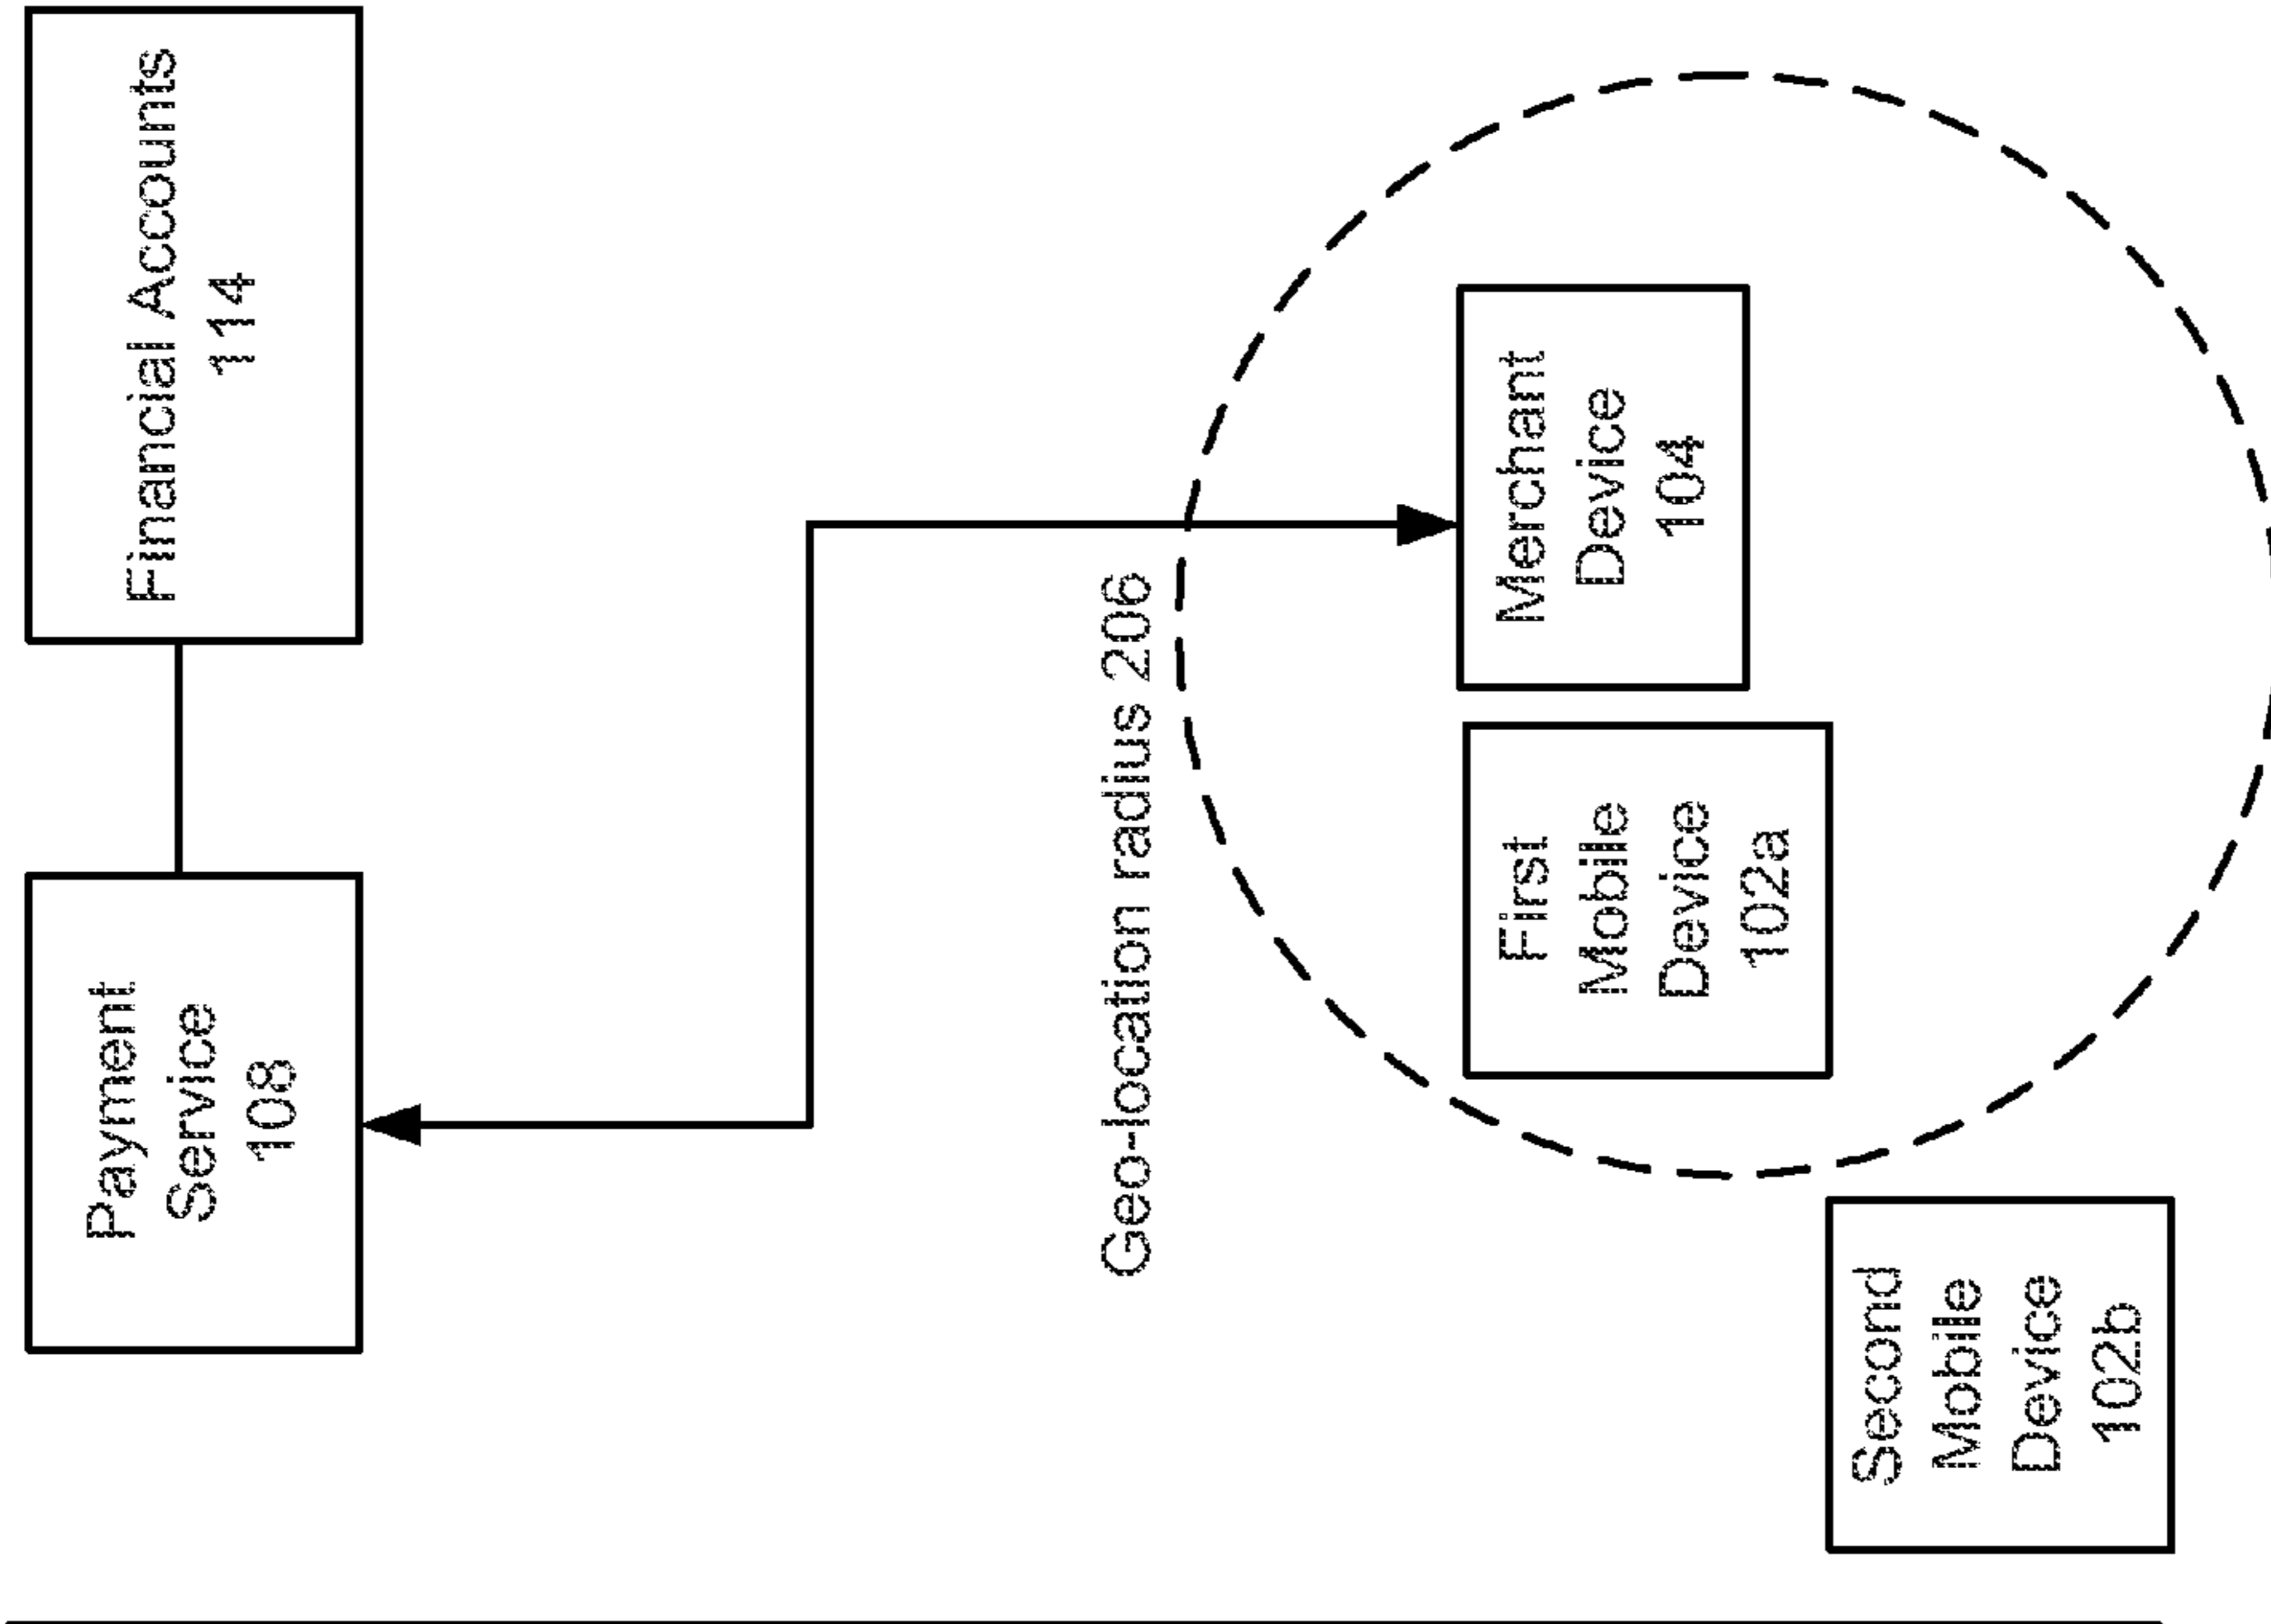 Payment
Service
108
Financial Accounts
114
Geo-location radius 206
First
Mobile
Device
102a
Merchant
Device
104
Second
Mobile
Device
102b